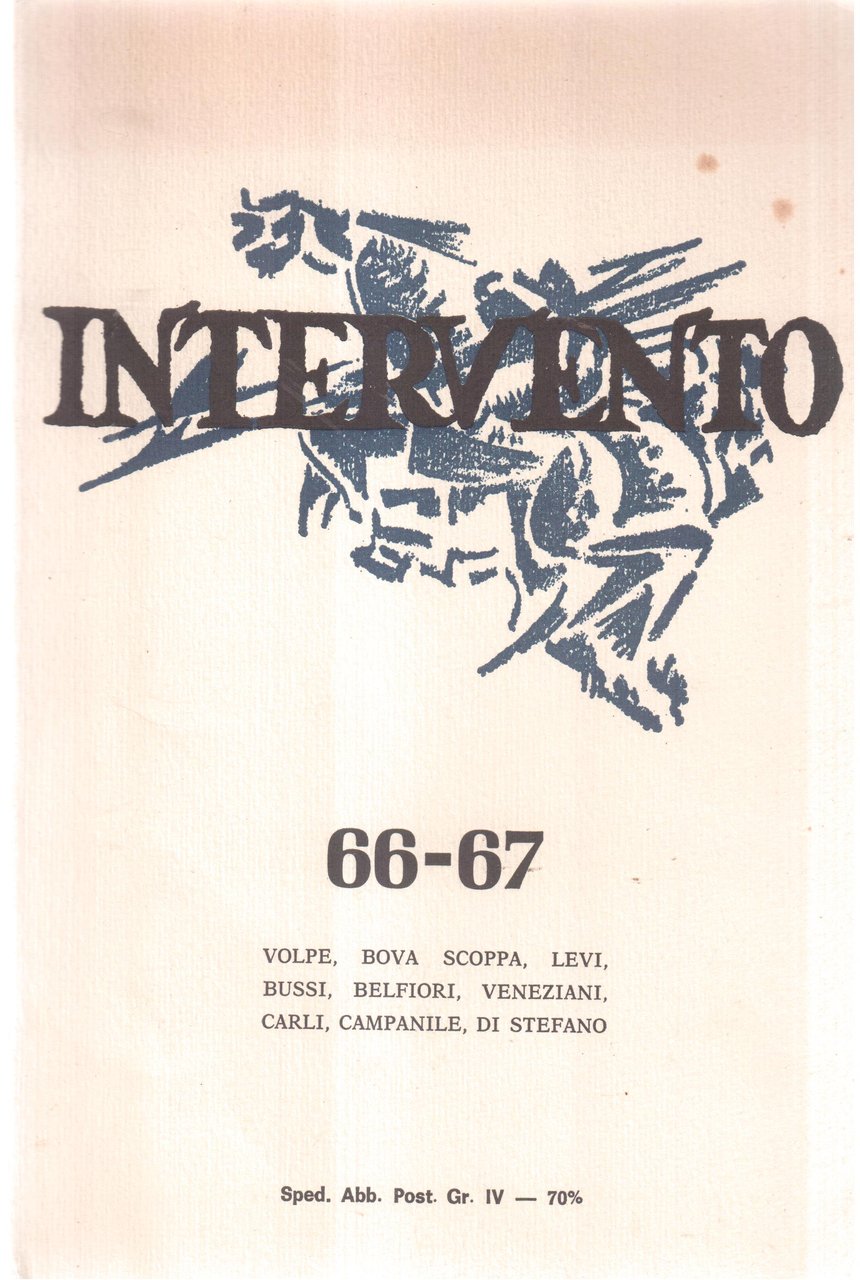 INTERVENTO
66-67
VOLPE, BOVA SCOPPA, LEVI,
BUSSI, BELFIORI, VENEZIANI,
CARLI, CAMPANILE, DI STEFANO
Sped. Abb. Post. Gr. IV — 70%